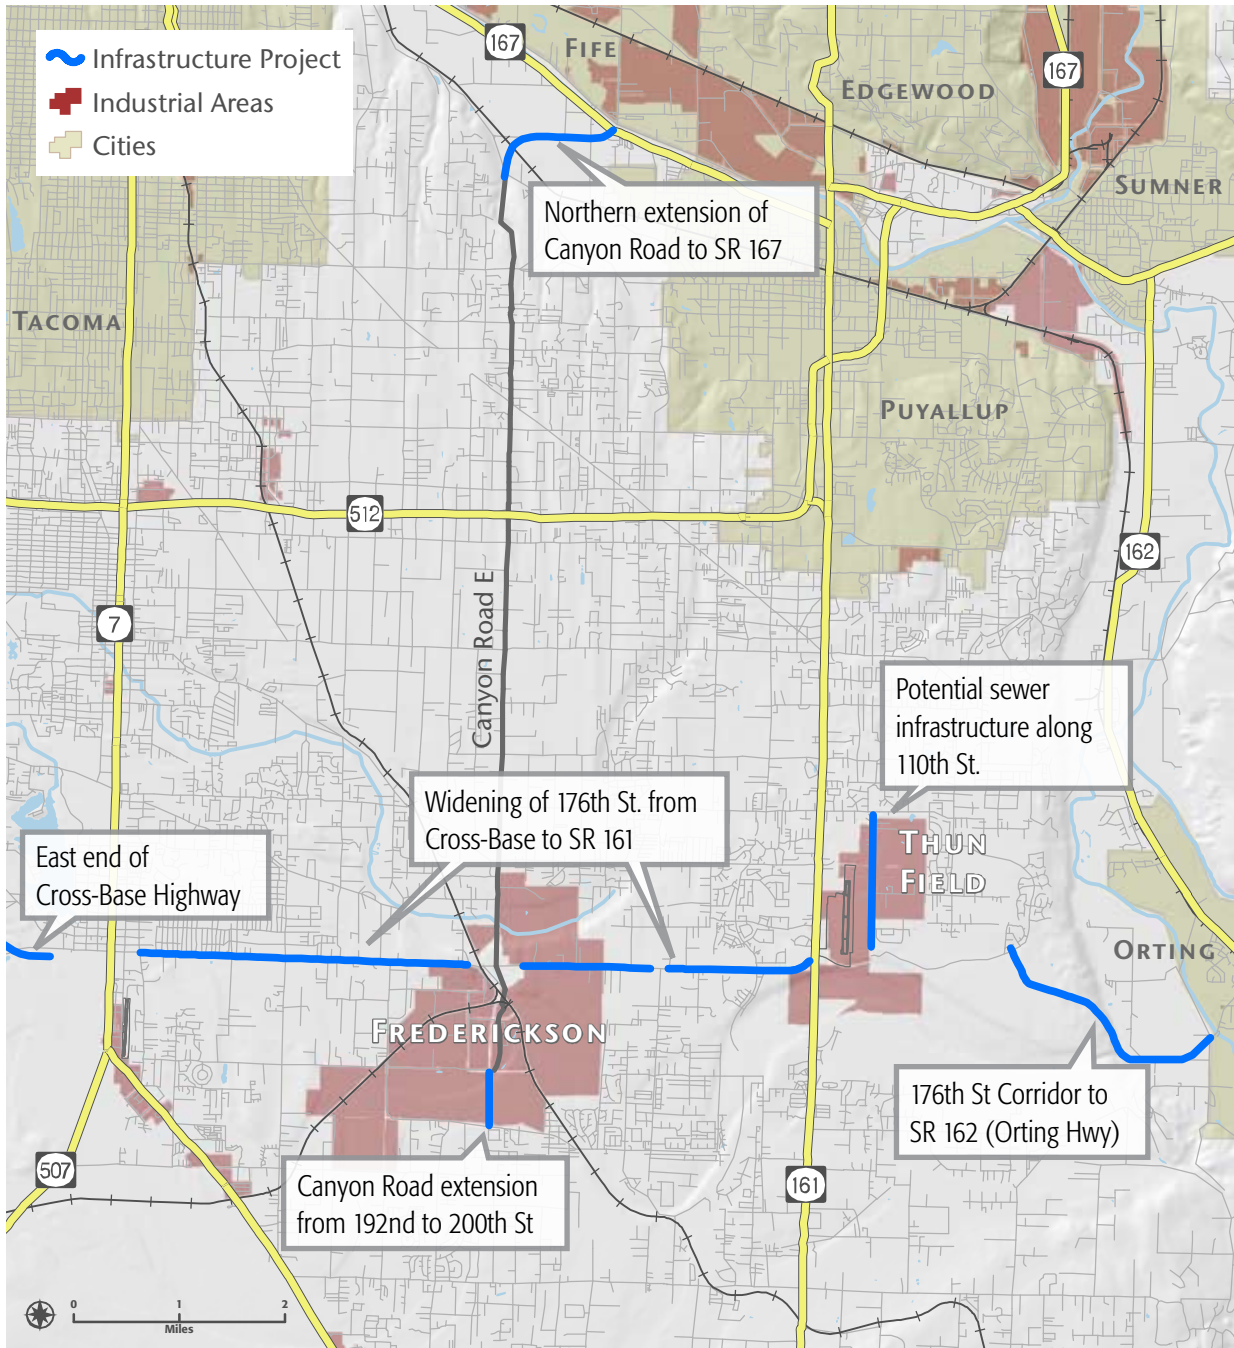 Infrastructure Project
Industrial Areas
Cities
167
FIFE
EDGEWOOD
167
SUMNER
Northern extension of
Canyon Road to SR 167
TACOMA
PUYALLUP
512
162
7
Canyon Road E
Potential sewer
infrastructure along
110th St.
Widening of 176th St. from
Cross-Base to SR 161
East end of
Cross-Base Highway
THUN
FIELD
ORTING
FREDERICKSON
176th St Corridor to
SR 162 (Orting Hwy)
507
Canyon Road extension
from 192nd to 200th St
161
0 1 2
Miles